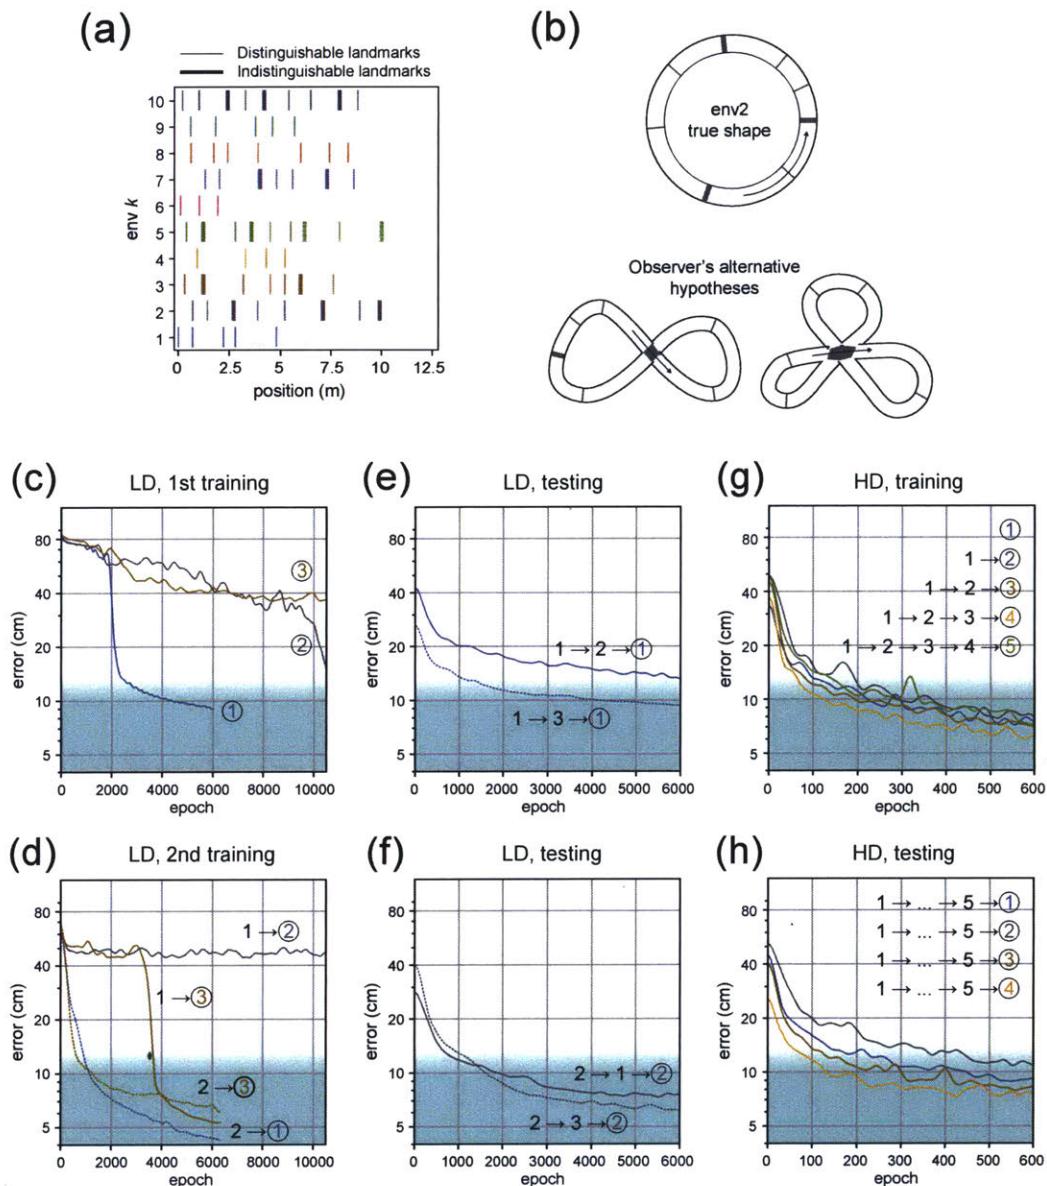 (a)
Distinguishable landmarks
Indistinguishable landmarks
env k
10
9
8
7
6
5
4
3
2
1
0 2.5 5 7.5 10 12.5
position (m)
(b)
env2
true shape
Observer's alternative
hypotheses
(c)
LD, 1st training
error (cm)
80
40
20
10
5
③
②
①
0 2000 4000 6000 8000 10000
epoch
(e)
LD, testing
error (cm)
80
40
20
10
5
1 → 2 → ①
1 → 3 → ①
0 1000 2000 3000 4000 5000 6000
epoch
(g)
HD, training
error (cm)
80
40
20
10
5
①
1 → ②
1 → 2 → ③
1 → 2 → 3 → ④
1 → 2 → 3 → 4 → ⑤
0 100 200 300 400 500 600
epoch
(d)
LD, 2nd training
error (cm)
80
40
20
10
5
1 → ②
1 → ③
2 → ③
2 → ①
0 2000 4000 6000 8000 10000
epoch
(f)
LD, testing
error (cm)
80
40
20
10
5
2 → 1 → ②
2 → 3 → ②
0 1000 2000 3000 4000 5000 6000
epoch
(h)
HD, testing
error (cm)
80
40
20
10
5
1 → ... → 5 → ①
1 → ... → 5 → ②
1 → ... → 5 → ③
1 → ... → 5 → ④
0 100 200 300 400 500 600
epoch